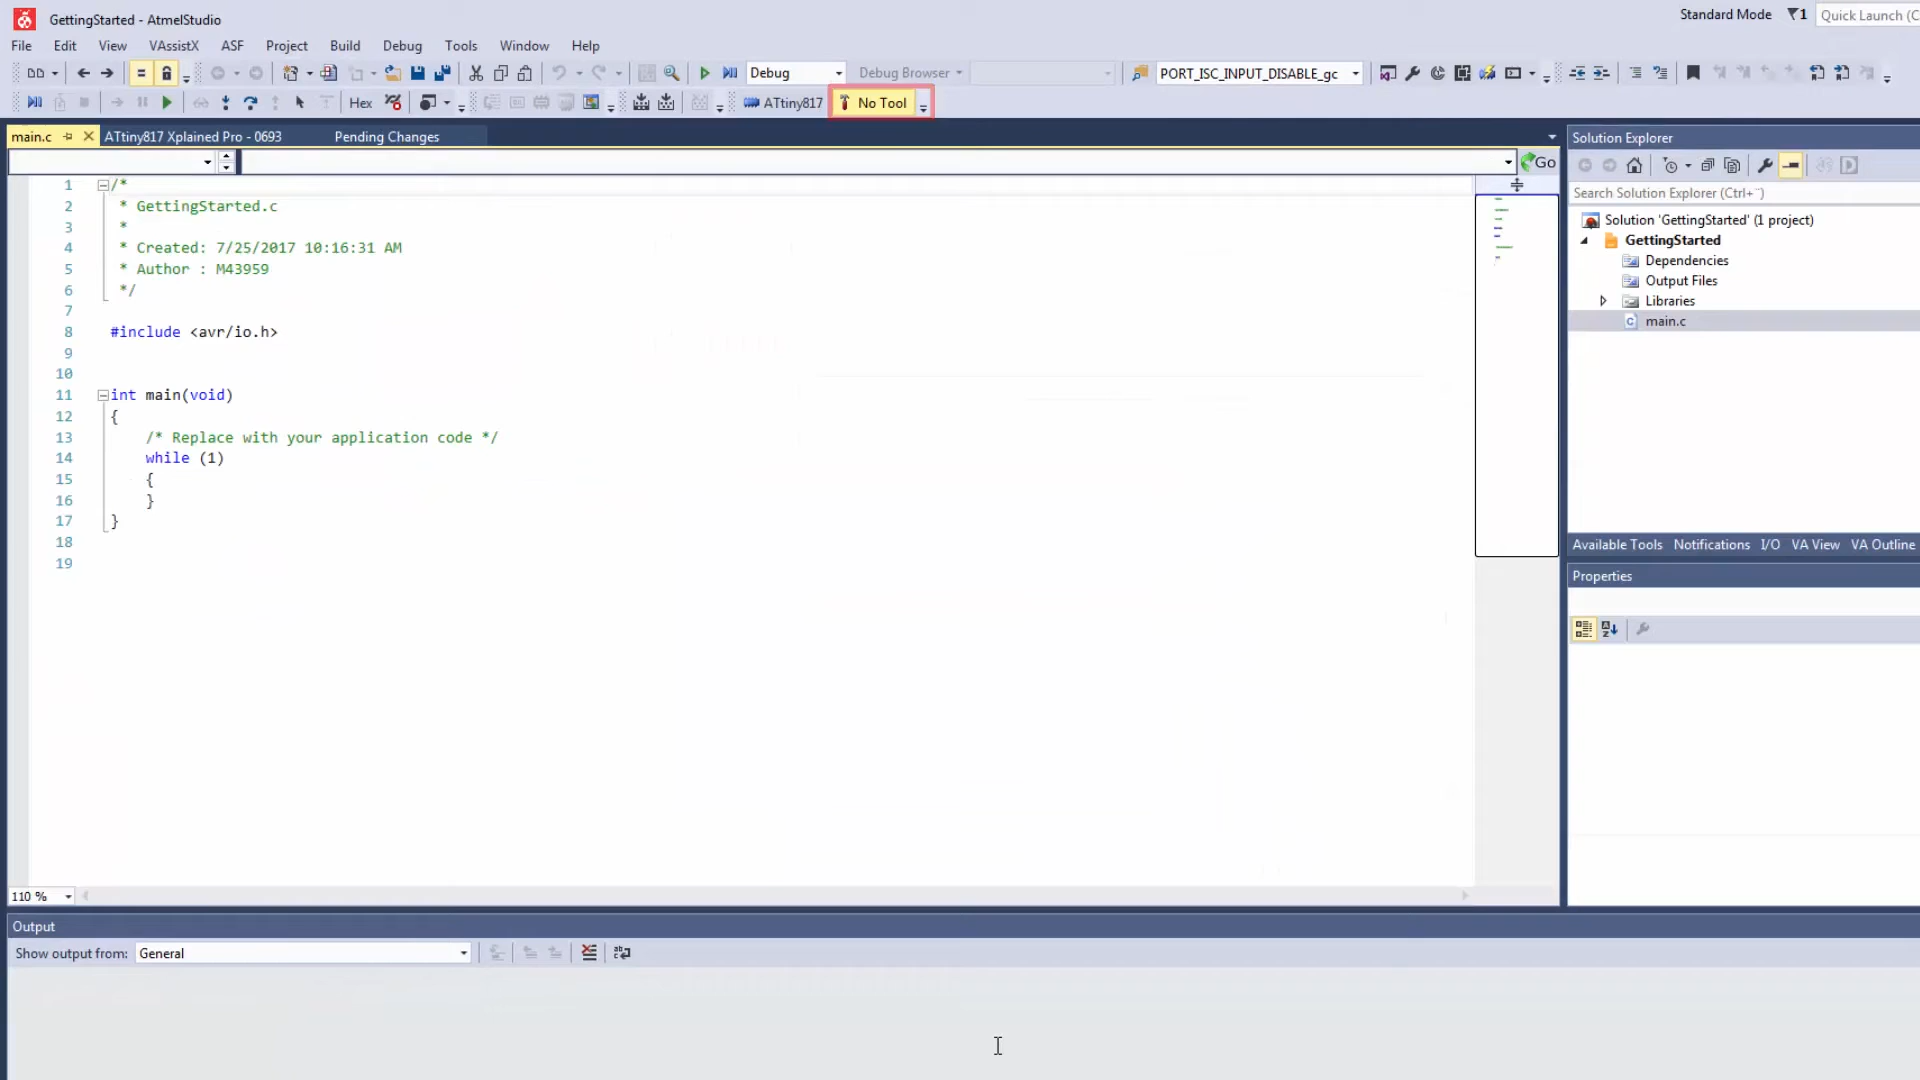 GettingStarted - AtmelStudio
Standard Mode 1 Quick Launch (C
File Edit View VAssistX ASF Project Build Debug Tools Window Help
Debug Debug Browser PORT_ISC_INPUT_DISABLE_gc
Hex ATtiny817 No Tool
main.c ATtiny817 Xplained Pro - 0693 Pending Changes
Go
1 /*
2 * GettingStarted.c
3 *
4 * Created: 7/25/2017 10:16:31 AM
5 * Author : M43959
6 */
7
8 #include <avr/io.h>
9
10
11 int main(void)
12 {
13 /* Replace with your application code */
14 while (1)
15 {
16 }
17 }
18
19
110 %
Solution Explorer
Search Solution Explorer (Ctrl+¨)
Solution 'GettingStarted' (1 project)
GettingStarted
Dependencies
Output Files
Libraries
main.c
Available Tools Notifications I/O VA View VA Outline
Properties
Output
Show output from: General